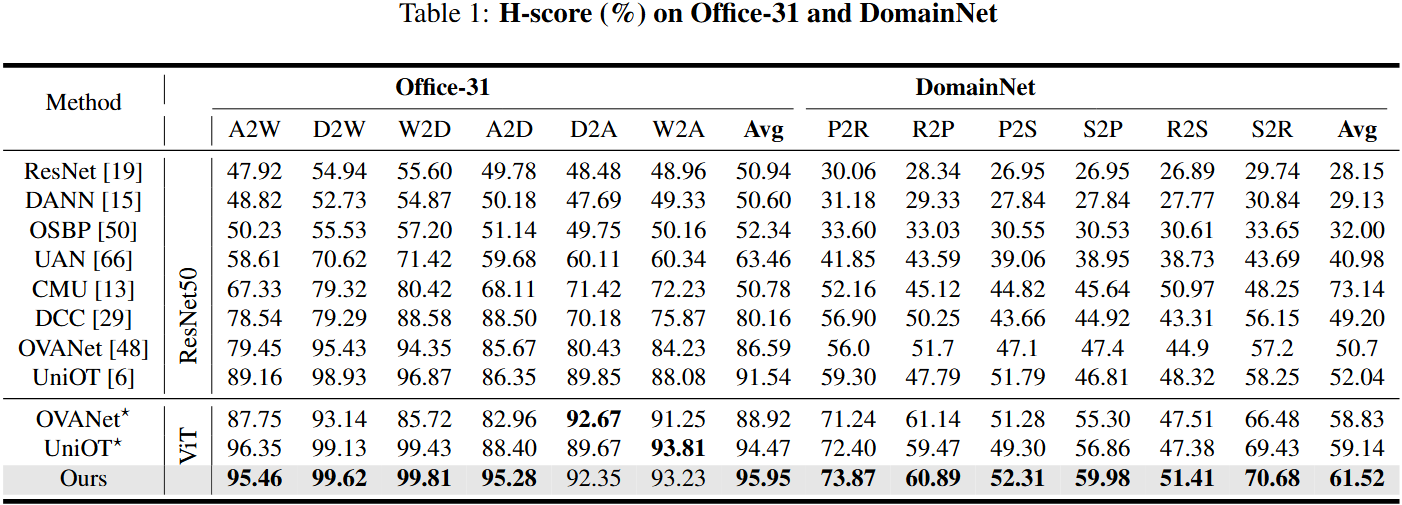 Table 1: H-score (%) on Office-31 and DomainNet
Method Office-31 DomainNet
A2W D2W W2D A2D D2A W2A Avg P2R R2P P2S S2P R2S S2R Avg
ResNet50
ResNet [19] 47.92 54.94 55.60 49.78 48.48 48.96 50.94 30.06 28.34 26.95 26.95 26.89 29.74 28.15
DANN [15] 48.82 52.73 54.87 50.18 47.69 49.33 50.60 31.18 29.33 27.84 27.84 27.77 30.84 29.13
OSBP [50] 50.23 55.53 57.20 51.14 49.75 50.16 52.34 33.60 33.03 30.55 30.53 30.61 33.65 32.00
UAN [66] 58.61 70.62 71.42 59.68 60.11 60.34 63.46 41.85 43.59 39.06 38.95 38.73 43.69 40.98
CMU [13] 67.33 79.32 80.42 68.11 71.42 72.23 50.78 52.16 45.12 44.82 45.64 50.97 48.25 73.14
DCC [29] 78.54 79.29 88.58 88.50 70.18 75.87 80.16 56.90 50.25 43.66 44.92 43.31 56.15 49.20
OVANet [48] 79.45 95.43 94.35 85.67 80.43 84.23 86.59 56.0 51.7 47.1 47.4 44.9 57.2 50.7
UniOT [6] 89.16 98.93 96.87 86.35 89.85 88.08 91.54 59.30 47.79 51.79 46.81 48.32 58.25 52.04
ViT
OVANet⋆ 87.75 93.14 85.72 82.96 92.67 91.25 88.92 71.24 61.14 51.28 55.30 47.51 66.48 58.83
UniOT⋆ 96.35 99.13 99.43 88.40 89.67 93.81 94.47 72.40 59.47 49.30 56.86 47.38 69.43 59.14
Ours 95.46 99.62 99.81 95.28 92.35 93.23 95.95 73.87 60.89 52.31 59.98 51.41 70.68 61.52